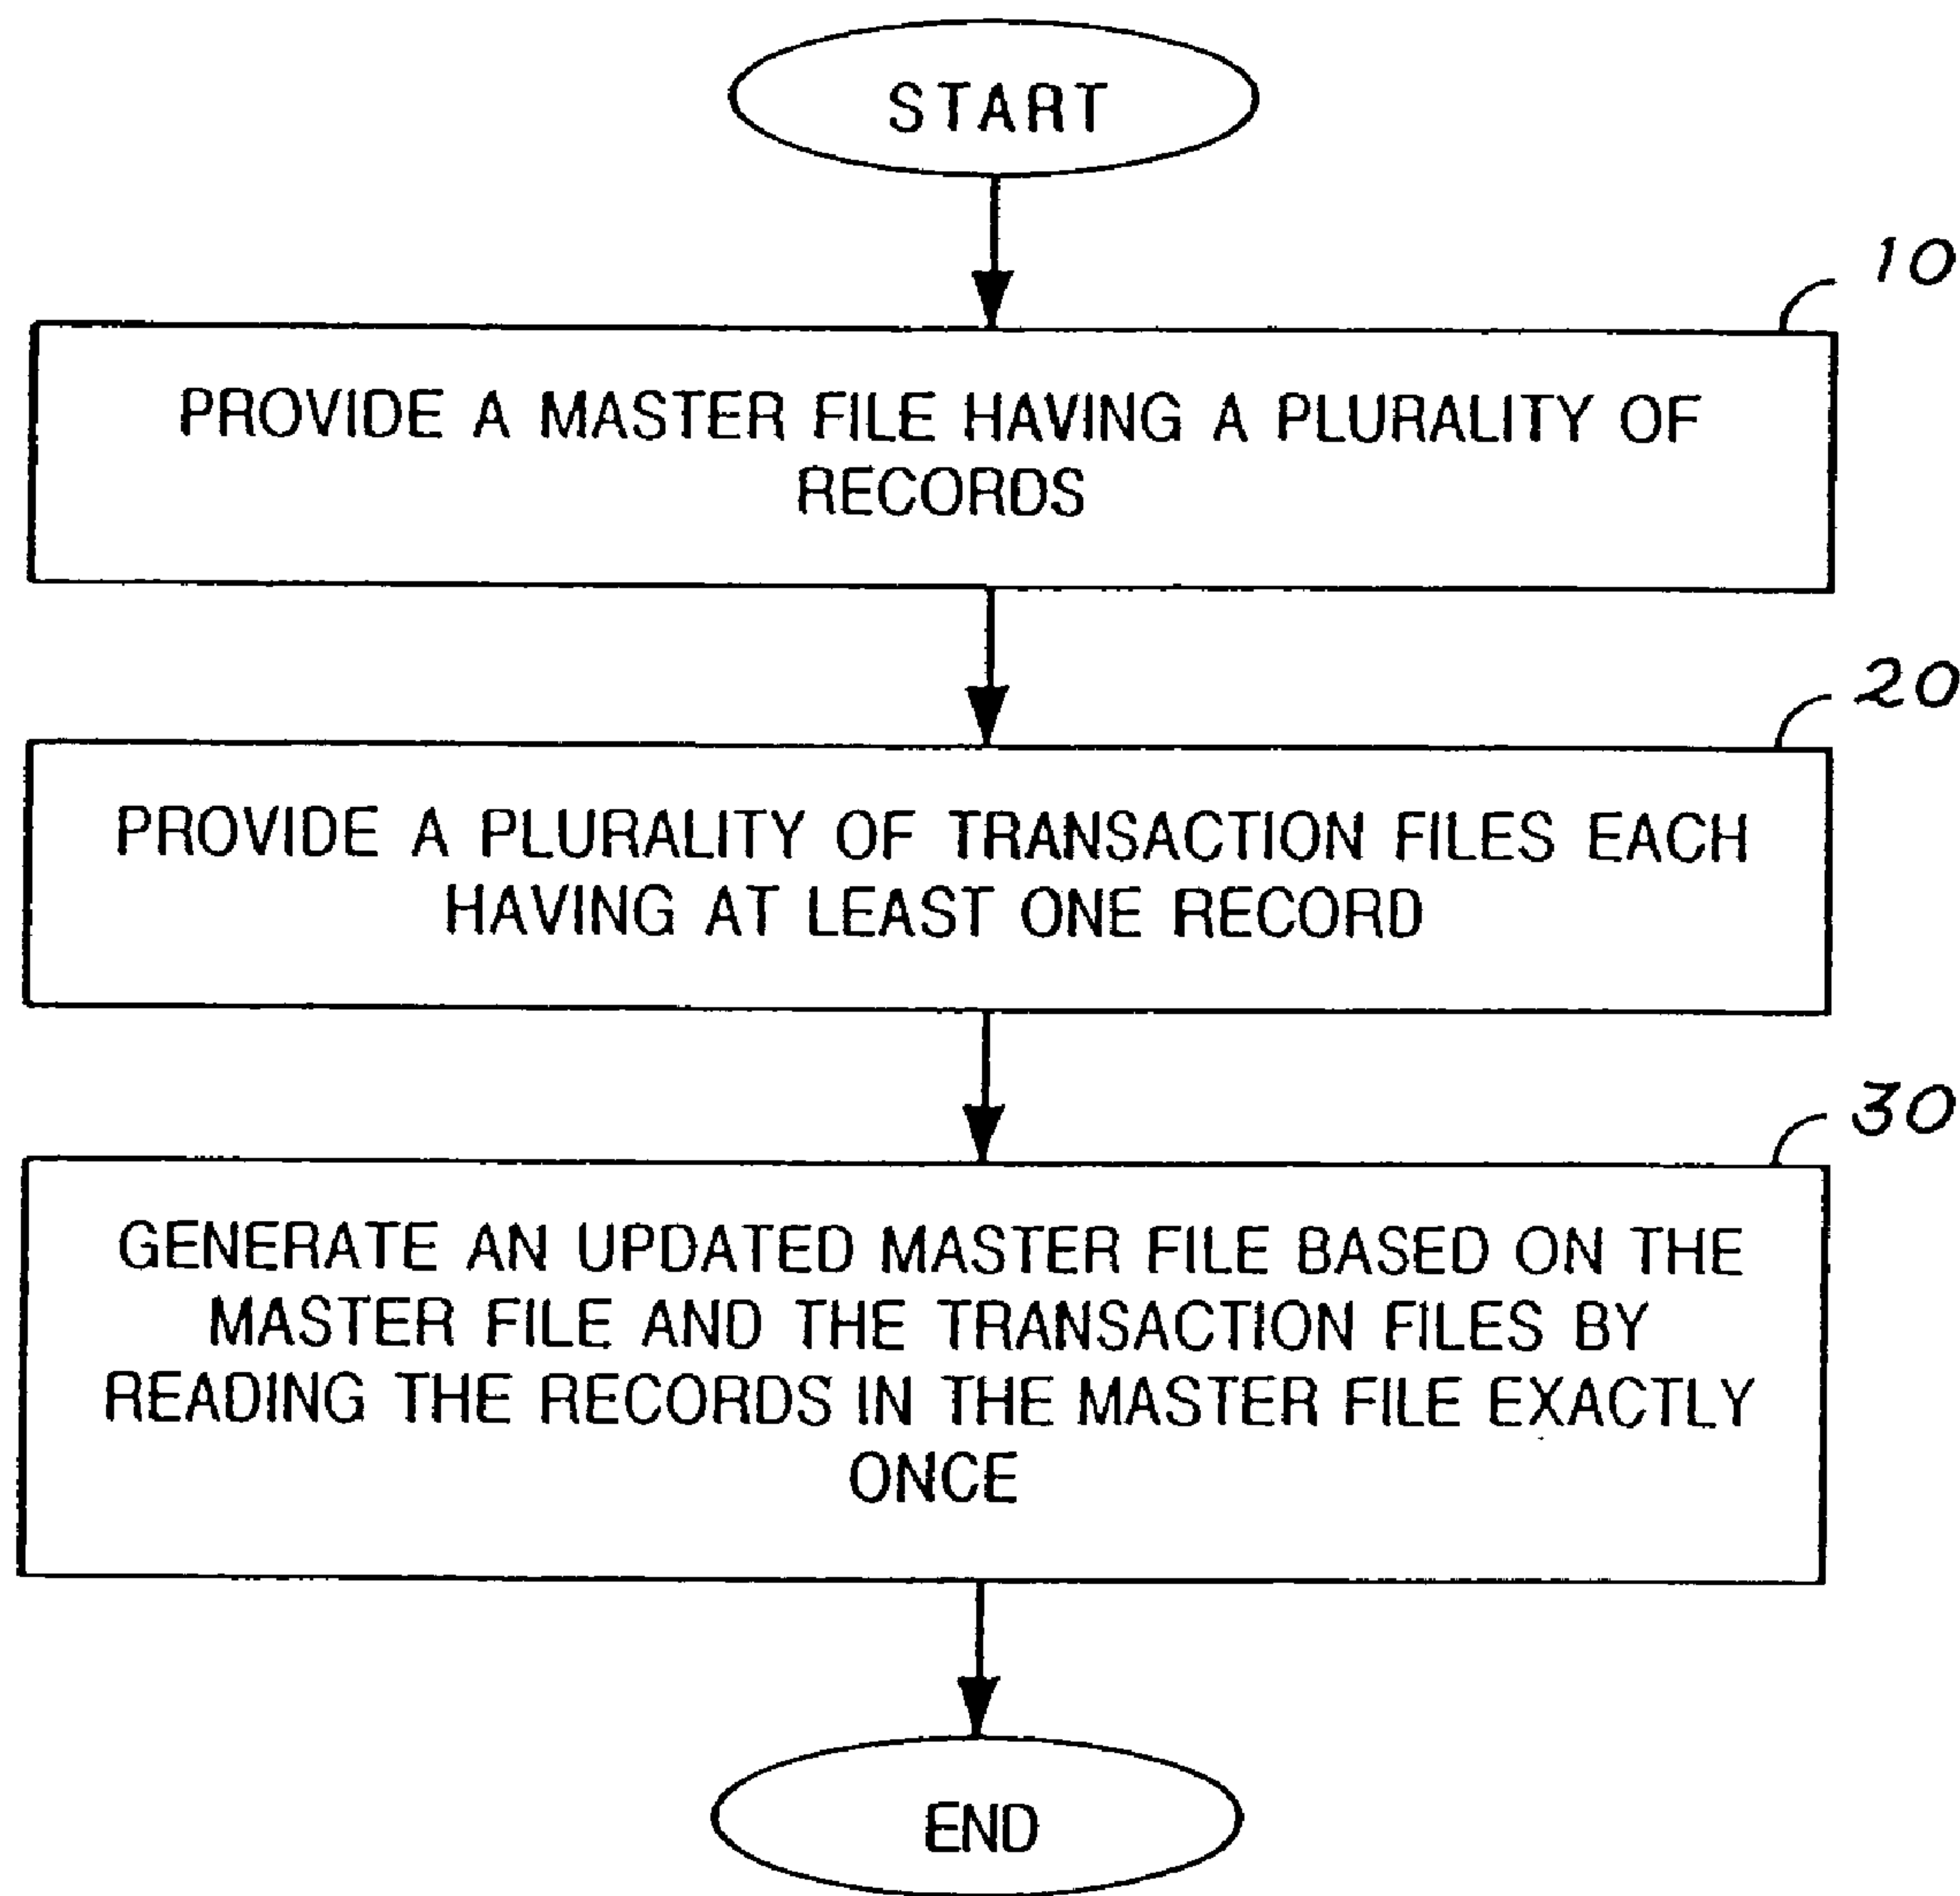 START
10
PROVIDE A MASTER FILE HAVING A PLURALITY OF
RECORDS
20
PROVIDE A PLURALITY OF TRANSACTION FILES EACH
HAVING AT LEAST ONE RECORD
30
GENERATE AN UPDATED MASTER FILE BASED ON THE
MASTER FILE AND THE TRANSACTION FILES BY
READING THE RECORDS IN THE MASTER FILE EXACTLY
ONCE
END